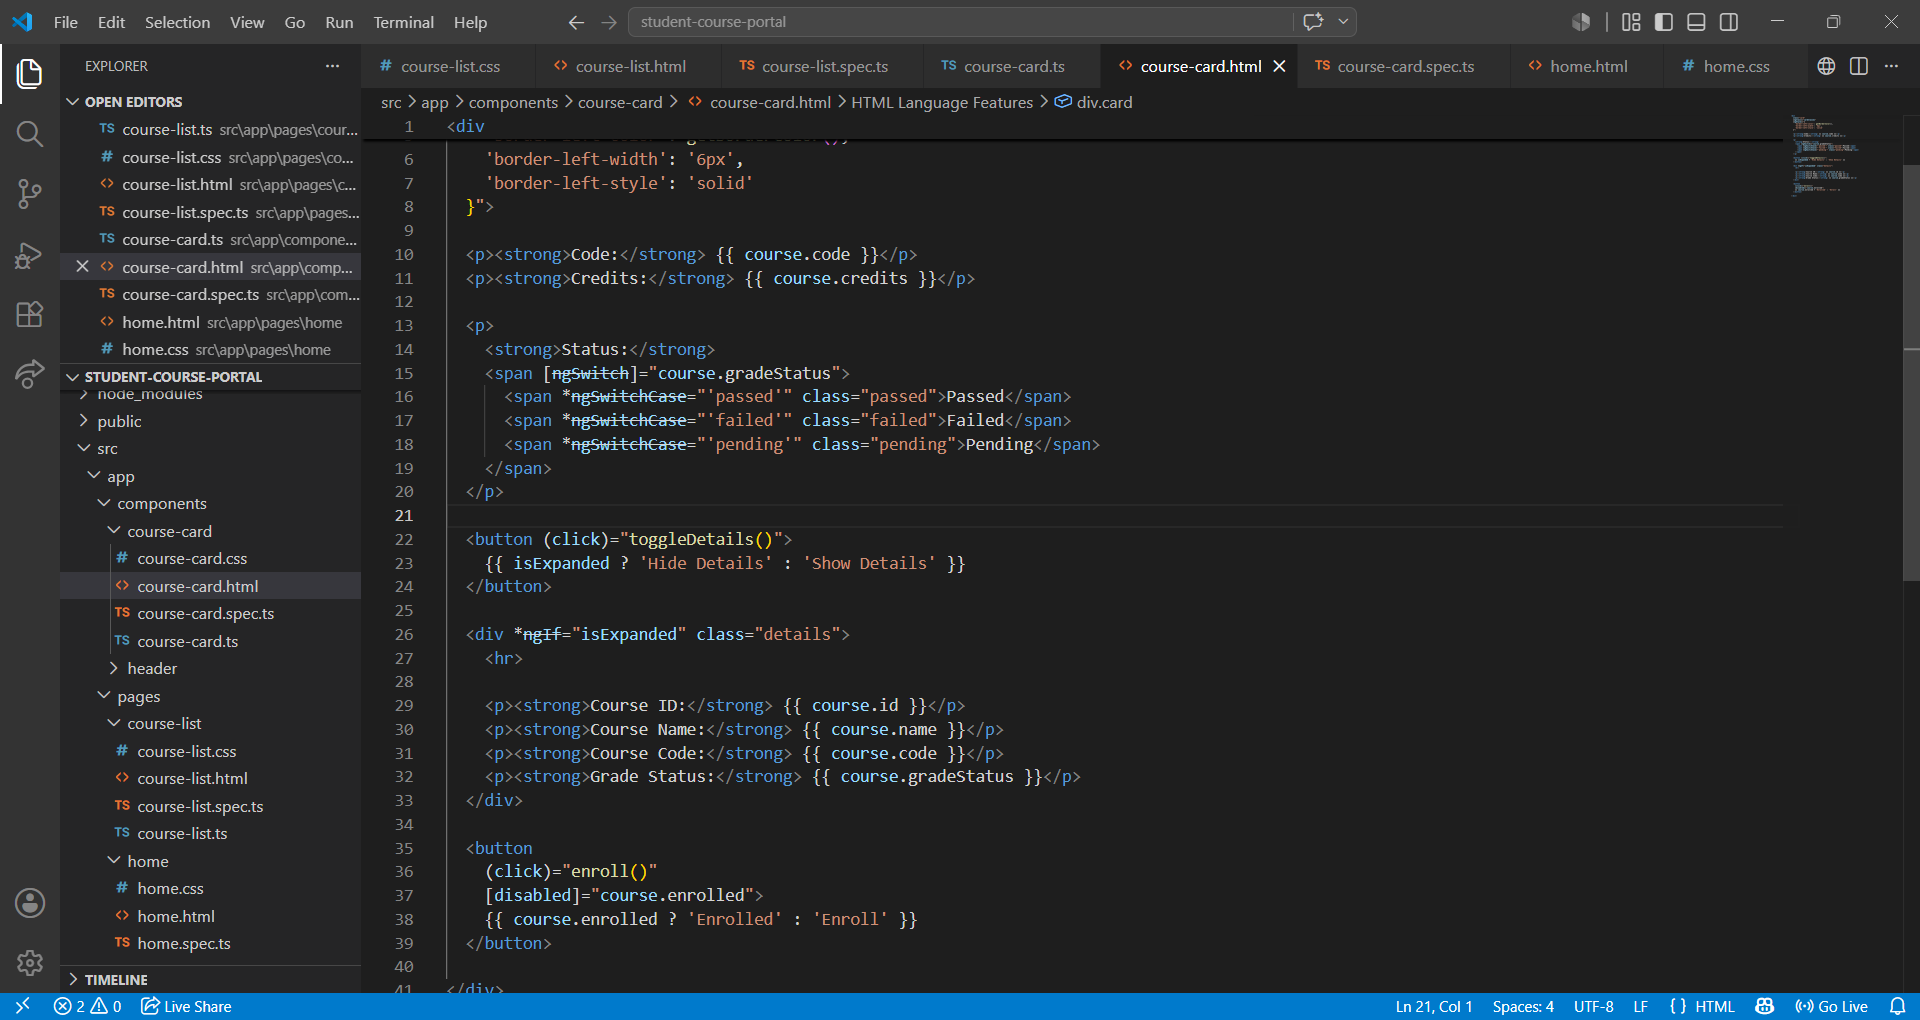 File Edit Selection View Go Run Terminal Help
student-course-portal
EXPLORER
OPEN EDITORS
TS course-list.ts src\app\pages\cour...
# course-list.css src\app\pages\co...
<> course-list.html src\app\pages\c...
TS course-list.spec.ts src\app\pages...
TS course-card.ts src\app\compone...
<> course-card.html src\app\comp...
TS course-card.spec.ts src\app\com...
<> home.html src\app\pages\home
# home.css src\app\pages\home
STUDENT-COURSE-PORTAL
node_modules
public
src
app
components
course-card
# course-card.css
<> course-card.html
TS course-card.spec.ts
TS course-card.ts
header
pages
course-list
# course-list.css
<> course-list.html
TS course-list.spec.ts
TS course-list.ts
home
# home.css
<> home.html
TS home.spec.ts
TIMELINE
# course-list.css <> course-list.html TS course-list.spec.ts TS course-card.ts <> course-card.html TS course-card.spec.ts <> home.html # home.css
src > app > components > course-card > <> course-card.html > HTML Language Features > div.card
1 <div
6 'border-left-width': '6px',
7 'border-left-style': 'solid'
8 }">
9
10 <p><strong>Code:</strong> {{ course.code }}</p>
11 <p><strong>Credits:</strong> {{ course.credits }}</p>
12
13 <p>
14 <strong>Status:</strong>
15 <span [ngSwitch]="course.gradeStatus">
16 <span *ngSwitchCase="'passed'" class="passed">Passed</span>
17 <span *ngSwitchCase="'failed'" class="failed">Failed</span>
18 <span *ngSwitchCase="'pending'" class="pending">Pending</span>
19 </span>
20 </p>
21
22 <button (click)="toggleDetails()">
23 {{ isExpanded ? 'Hide Details' : 'Show Details' }}
24 </button>
25
26 <div *ngIf="isExpanded" class="details">
27 <hr>
28
29 <p><strong>Course ID:</strong> {{ course.id }}</p>
30 <p><strong>Course Name:</strong> {{ course.name }}</p>
31 <p><strong>Course Code:</strong> {{ course.code }}</p>
32 <p><strong>Grade Status:</strong> {{ course.gradeStatus }}</p>
33 </div>
34
35 <button
36 (click)="enroll()"
37 [disabled]="course.enrolled">
38 {{ course.enrolled ? 'Enrolled' : 'Enroll' }}
39 </button>
40
41 </div>
2 0 Live Share
Ln 21, Col 1 Spaces: 4 UTF-8 LF { } HTML Go Live